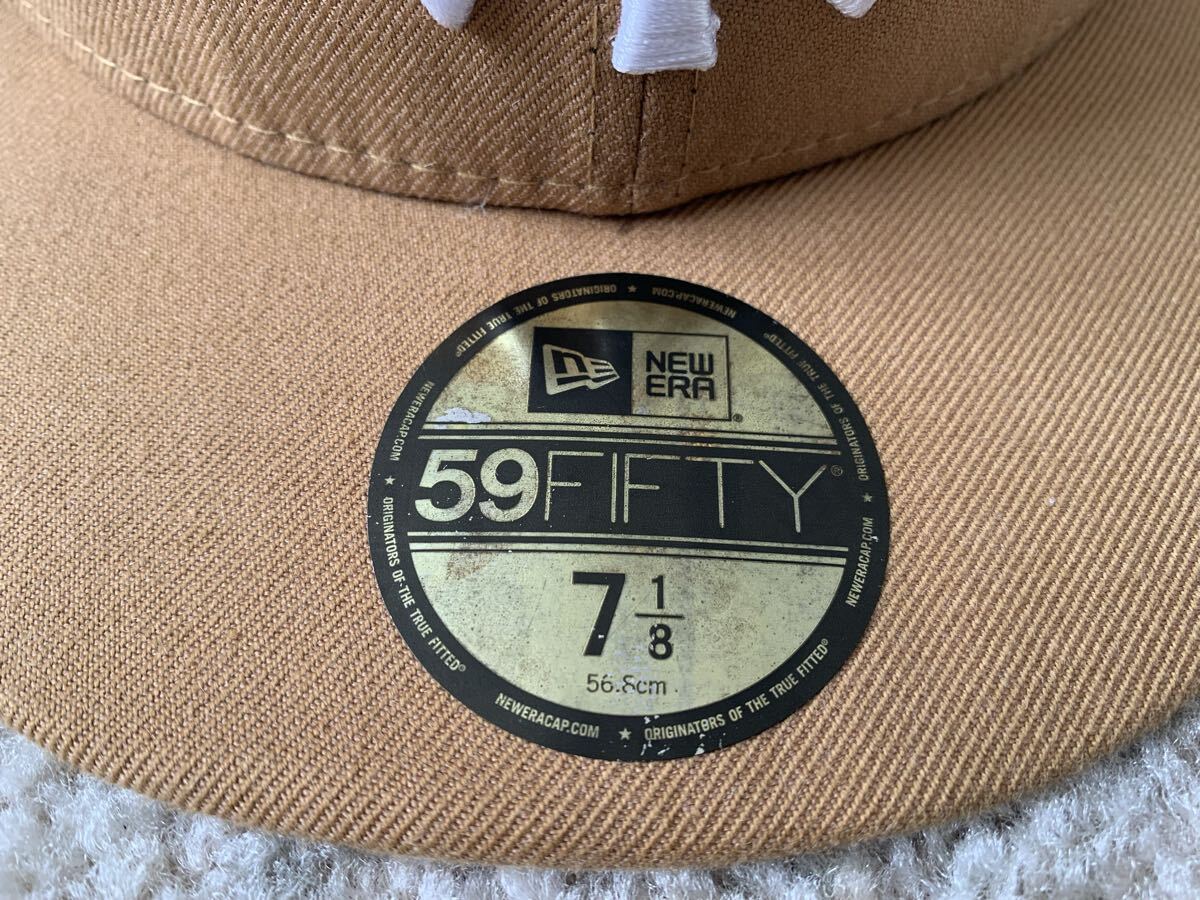 NEW
ERA®
59FIFTY®
7 1/8
56.8cm
NEWERACAP.COM ★ ORIGINATORS OF THE TRUE FITTED® NEWERACAP.COM ★ ORIGINATORS OF THE TRUE FITTED® NEWERACAP.COM ★ ORIGINATORS OF THE TRUE FITTED® NEWERACAP.COM ★ ORIGINATORS OF THE TRUE FITTED®